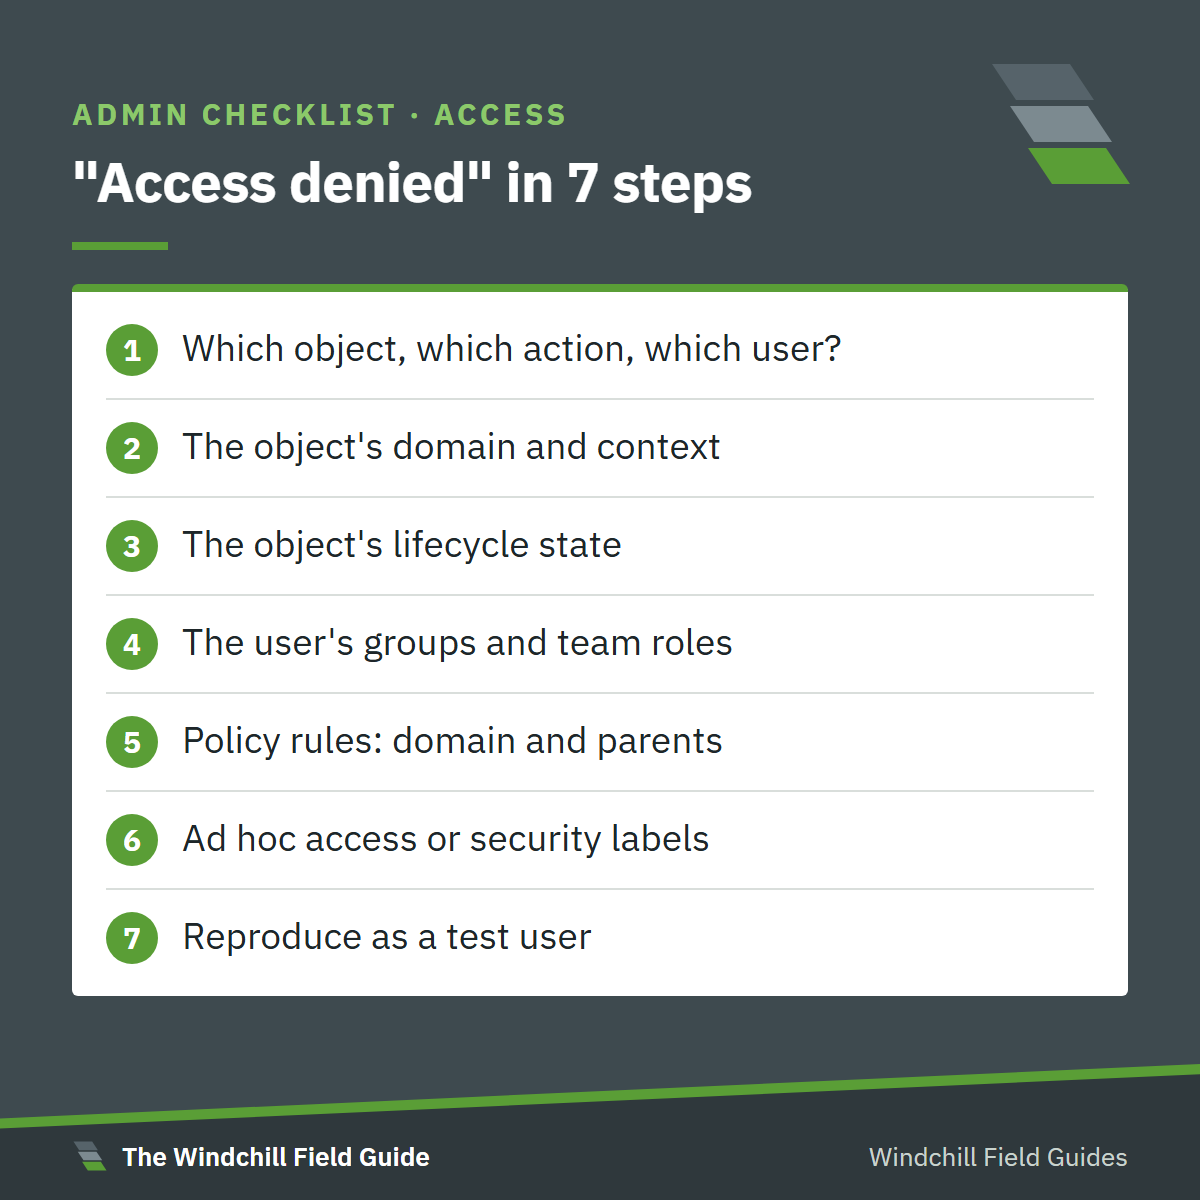 ADMIN CHECKLIST · ACCESS
"Access denied" in 7 steps
1 Which object, which action, which user?
2 The object's domain and context
3 The object's lifecycle state
4 The user's groups and team roles
5 Policy rules: domain and parents
6 Ad hoc access or security labels
7 Reproduce as a test user
The Windchill Field Guide
Windchill Field Guides